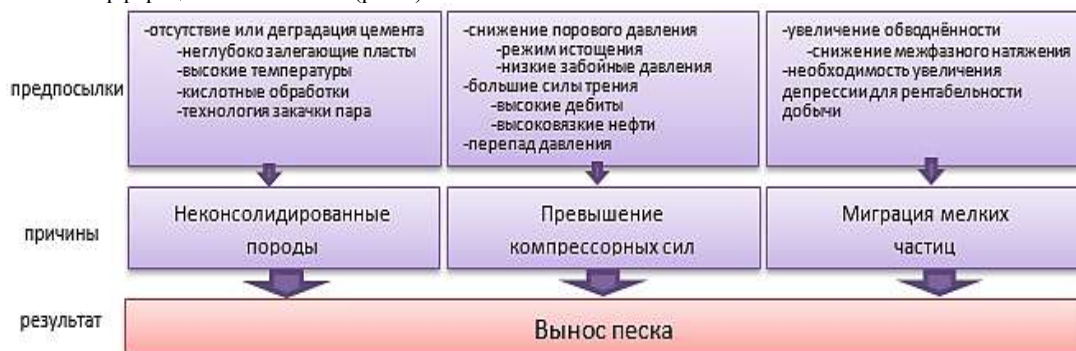 предпосылки
-отсутствие или деградация цемента
-неглубоко залегающие пласты
-высокие температуры
-кислотные обработки
-технология закачки пара
-снижение порового давления
-режим истощения
-низкие забойные давления
-большие силы трения
-высокие дебиты
-высоковязкие нефти
-перепад давления
-увеличение обводнённости
-снижение межфазного натяжения
-необходимость увеличения
депрессии для рентабельности
добычи
причины
Неконсолидированные
породы
Превышение
компрессорных сил
Миграция мелких
частиц
результат
Вынос песка